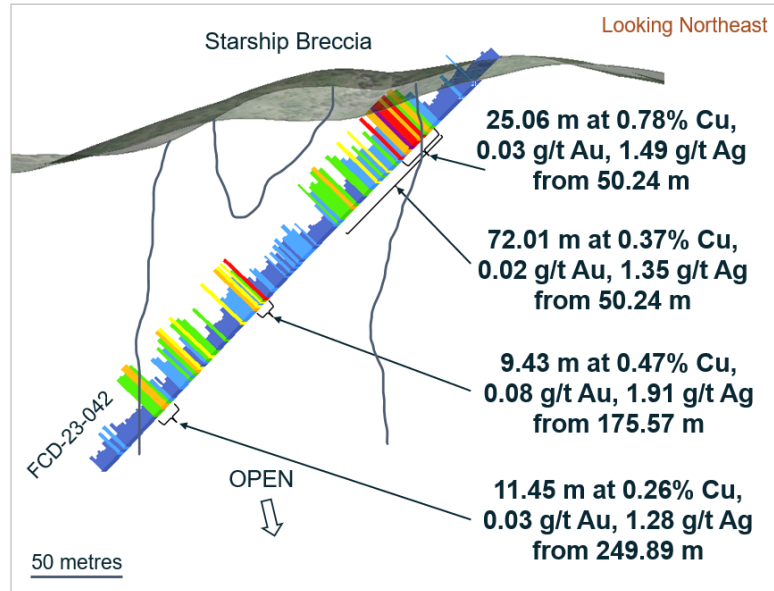 Looking Northeast
Starship Breccia
25.06 m at 0.78% Cu,
0.03 g/t Au, 1.49 g/t Ag
from 50.24 m
72.01 m at 0.37% Cu,
0.02 g/t Au, 1.35 g/t Ag
from 50.24 m
9.43 m at 0.47% Cu,
0.08 g/t Au, 1.91 g/t Ag
from 175.57 m
FCD-23-042
OPEN
11.45 m at 0.26% Cu,
0.03 g/t Au, 1.28 g/t Ag
from 249.89 m
50 metres